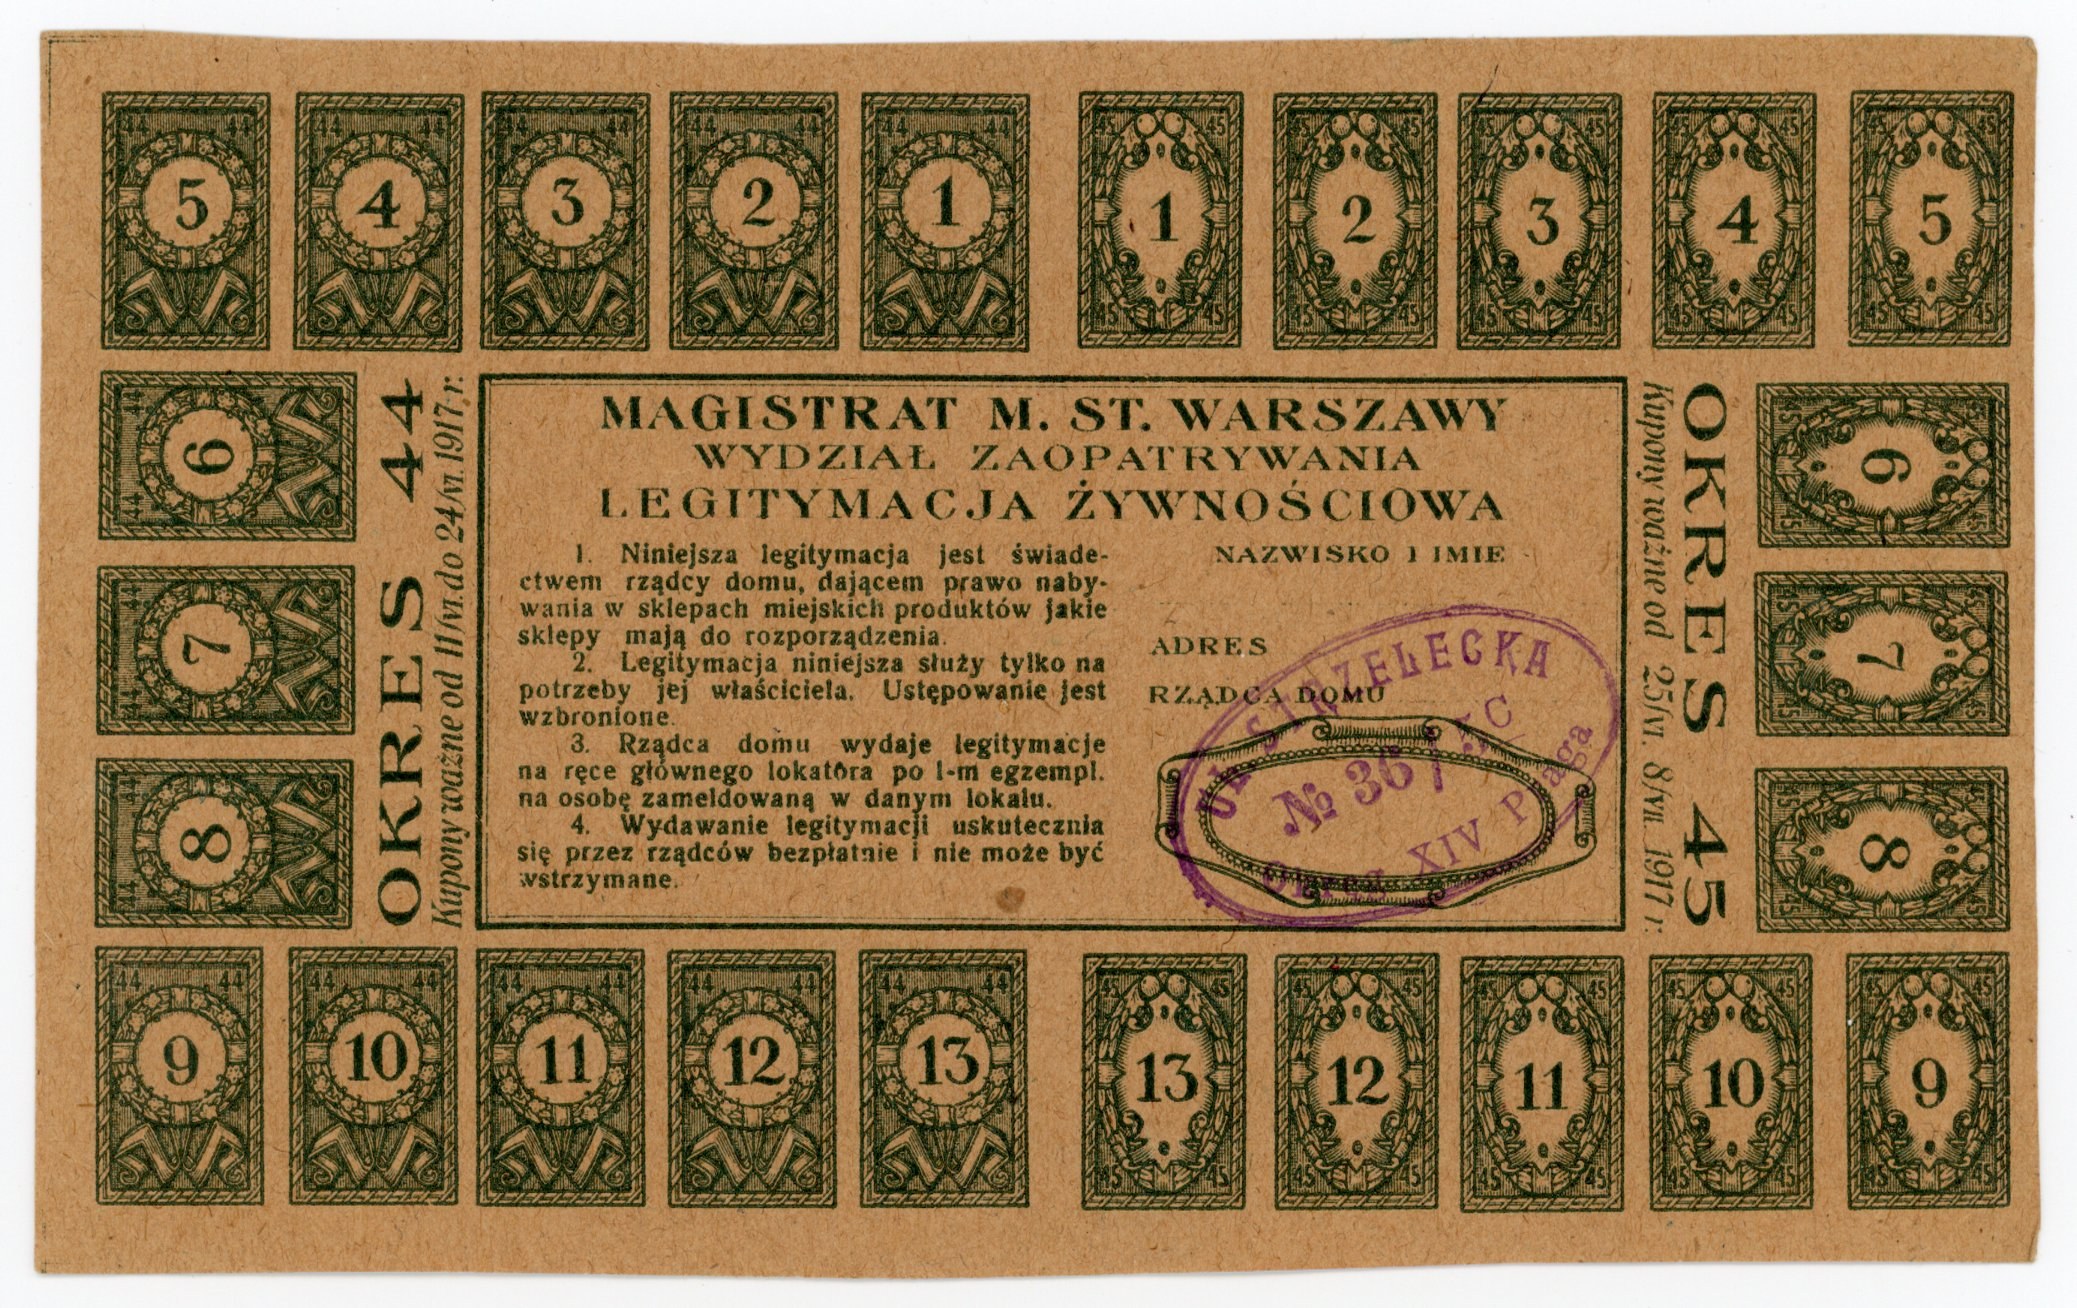 5 4 3 2 1 1 2 3 4 5
6
7
8
OKRES 44
Kupony ważne od 11/VI. do 24/VI. 1917 r.
MAGISTRAT M. ST. WARSZAWY
WYDZIAŁ ZAOPATRYWANIA
LEGITYMACJA ŻYWNOŚCIOWA
1. Niniejsza legitymacja jest świade-
ctwem rządcy domu, dającem prawo naby-
wania w sklepach miejskich produktów jakie
sklepy mają do rozporządzenia.
2. Legitymacja niniejsza służy tylko na
potrzeby jej właściciela. Ustępowanie jest
wzbronione.
3. Rządca domu wydaje legitymacje
na ręce głównego lokatora po 1-m egzempl.
na osobę zameldowaną w danym lokalu.
4. Wydawanie legitymacji uskutecznia
się przez rządców bezpłatnie i nie może być
wstrzymane.
NAZWISKO I IMIE
ADRES
RZĄDCA DOMU
STRZELECKA
№ 36
Okręg XIV Praga
Kupony ważne od 25/VI. 8/VII. 1917 r.
OKRES 45
6
7
8
9 10 11 12 13 13 12 11 10 9